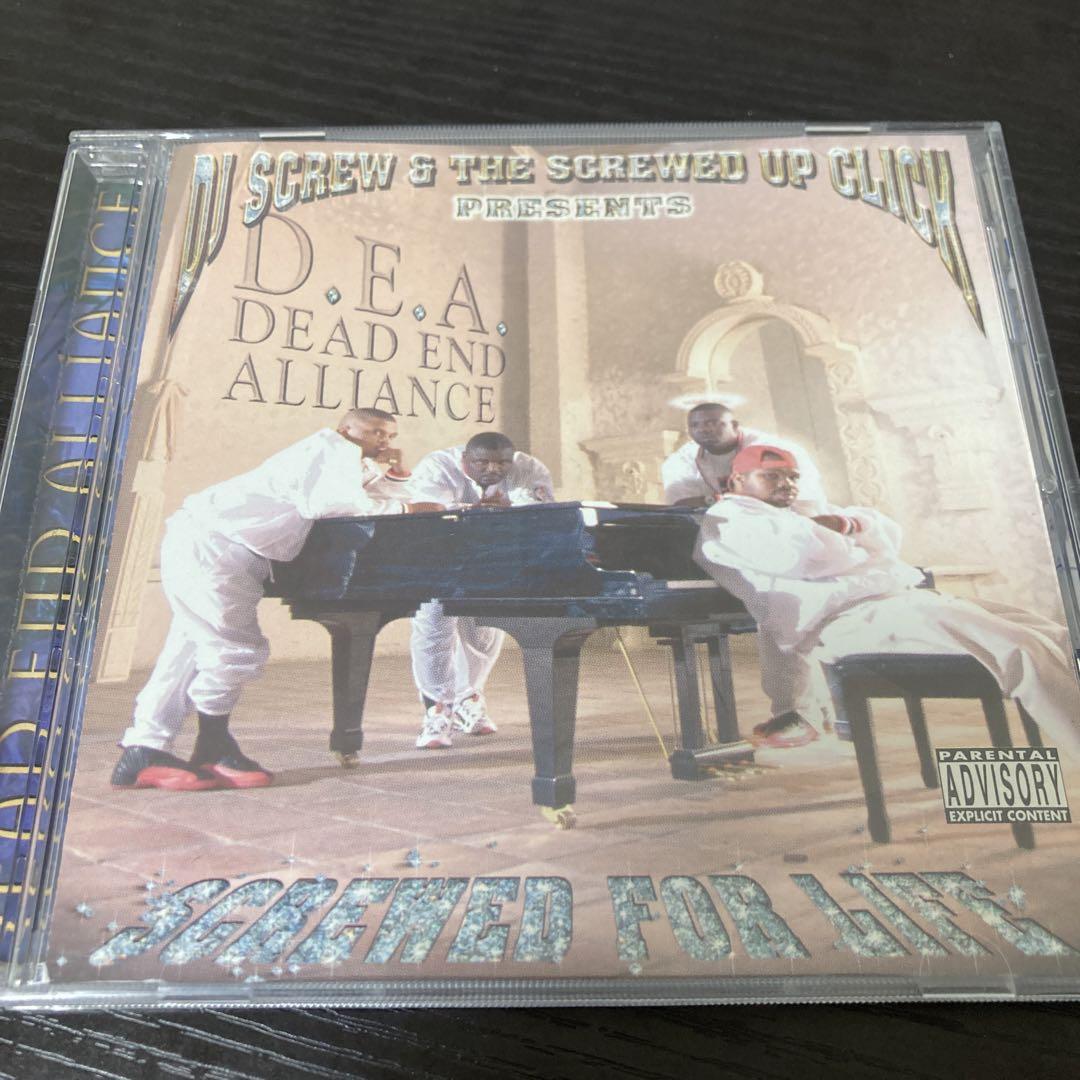 DJ SCREW & THE SCREWED UP CLICK
PRESENTS
D.E.A.
DEAD END
ALLIANCE
DEAD END ALLIANCE
PARENTAL
ADVISORY
EXPLICIT CONTENT
SCREWED FOR LIFE